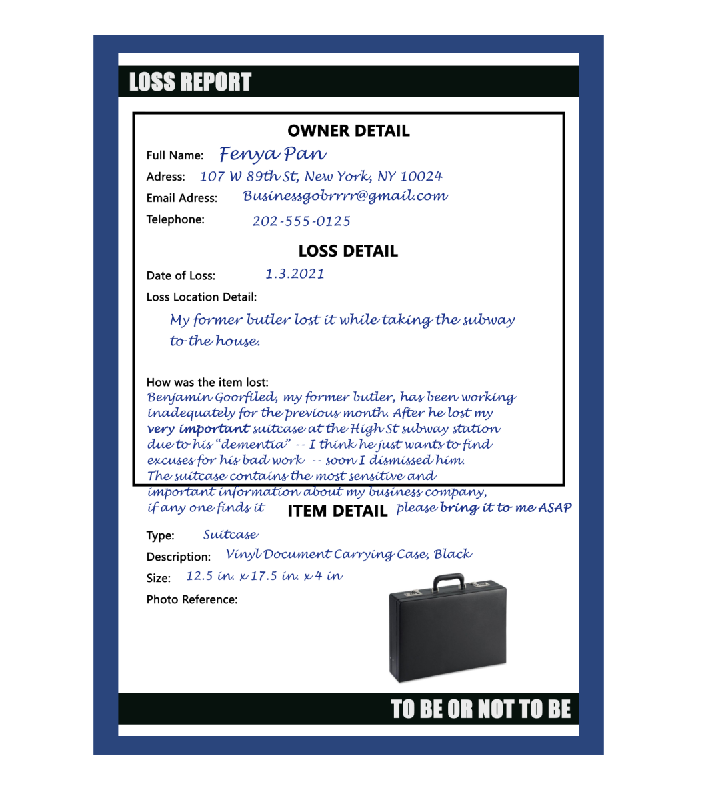 LOSS REPORT
OWNER DETAIL
Full Name: Fenya Pan
Adress: 107 W 89th St, New York, NY 10024
Email Adress: Businessgobrrrr@gmail.com
Telephone: 202-555-0125
LOSS DETAIL
Date of Loss: 1.3.2021
Loss Location Detail:
My former butler lost it while taking the subway
to the house.
How was the item lost:
Benjamin Goorfiled, my former butler, has been working
inadequately for the previous month. After he lost my
very important suitcase at the High St subway station
due to his "dementia" -- I think he just wants to find
excuses for his bad work -- soon I dismissed him.
The suitcase contains the most sensitive and
important information about my business company,
if any one finds it please bring it to me ASAP
ITEM DETAIL
Type: Suitcase
Description: Vinyl Document Carrying Case, Black
Size: 12.5 in. x 17.5 in. x 4 in
Photo Reference:
TO BE OR NOT TO BE